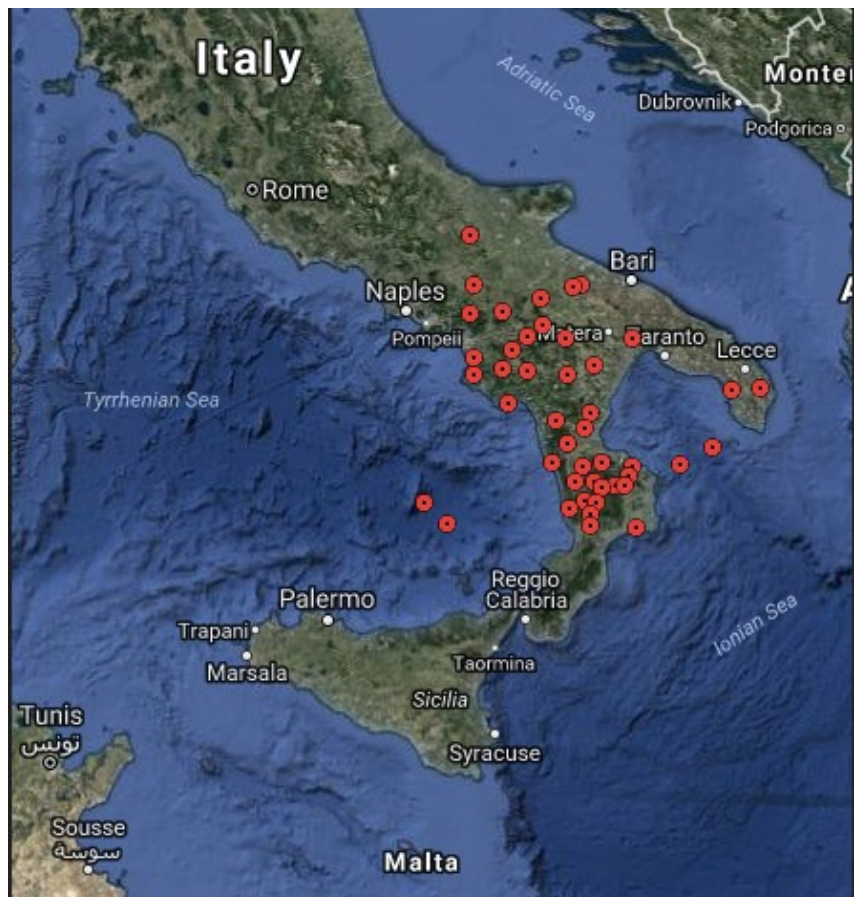 Italy
Adriatic Sea
Monte
Dubrovnik
Podgorica
Rome
Bari
Naples
Pompeii
Matera
Taranto
Lecce
Tyrrhenian Sea
Reggio
Calabria
Palermo
Ionian Sea
Trapani
Marsala
Taormina
Sicilia
Tunis
تونس
Syracuse
Sousse
سوسة
Malta
A